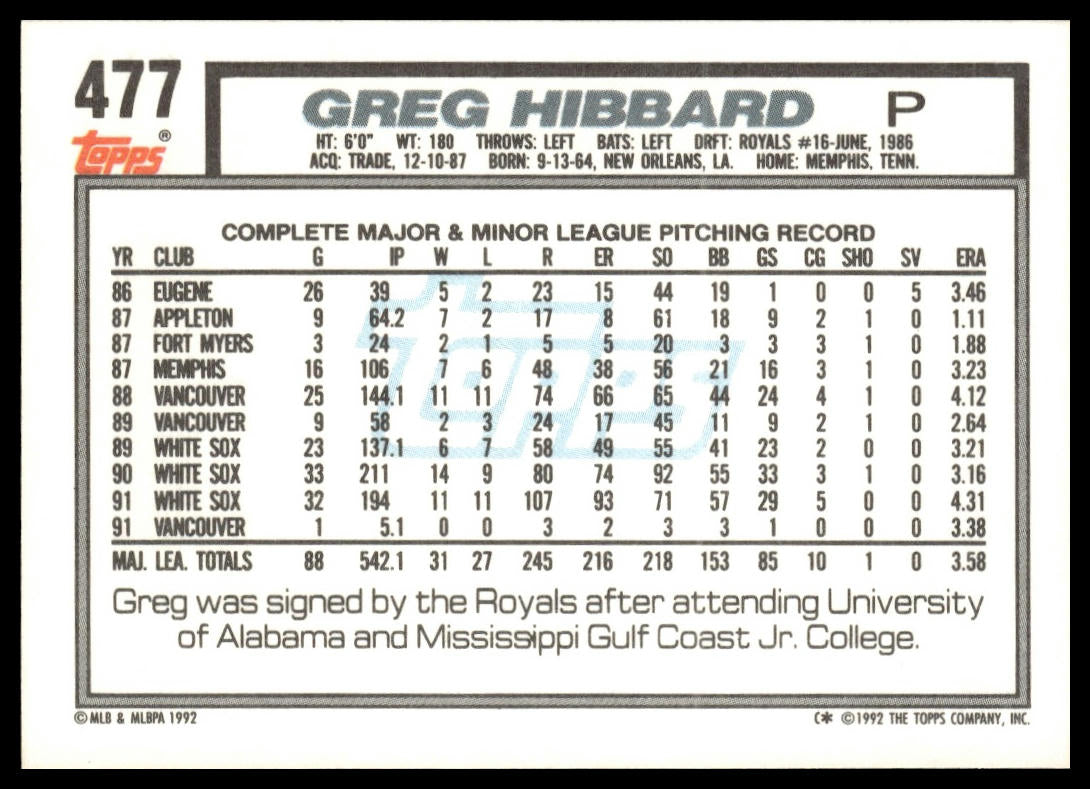 477
GREG HIBBARD P
topps®
HT: 6'0" WT: 180 THROWS: LEFT BATS: LEFT DRFT: ROYALS #16-JUNE, 1986
ACQ: TRADE, 12-10-87 BORN: 9-13-64, NEW ORLEANS, LA. HOME: MEMPHIS, TENN.
COMPLETE MAJOR & MINOR LEAGUE PITCHING RECORD
YR CLUB G IP W L R ER SO BB GS CG SHO SV ERA
86 EUGENE 26 39 5 2 23 15 44 19 1 0 0 5 3.46
87 APPLETON 9 64.2 7 2 17 8 61 18 9 2 1 0 1.11
87 FORT MYERS 3 24 2 1 5 5 20 3 3 3 1 0 1.88
87 MEMPHIS 16 106 7 6 48 38 56 21 16 3 1 0 3.23
88 VANCOUVER 25 144.1 11 11 74 66 65 44 24 4 1 0 4.12
89 VANCOUVER 9 58 2 3 24 17 45 11 9 2 1 0 2.64
89 WHITE SOX 23 137.1 6 7 58 49 55 41 23 2 0 0 3.21
90 WHITE SOX 33 211 14 9 80 74 92 55 33 3 1 0 3.16
91 WHITE SOX 32 194 11 11 107 93 71 57 29 5 0 0 4.31
91 VANCOUVER 1 5.1 0 0 3 2 3 3 1 0 0 0 3.38
MAJ. LEA. TOTALS 88 542.1 31 27 245 216 218 153 85 10 1 0 3.58
topps
Greg was signed by the Royals after attending University
of Alabama and Mississippi Gulf Coast Jr. College.
© MLB & MLBPA 1992
C* ©1992 THE TOPPS COMPANY, INC.